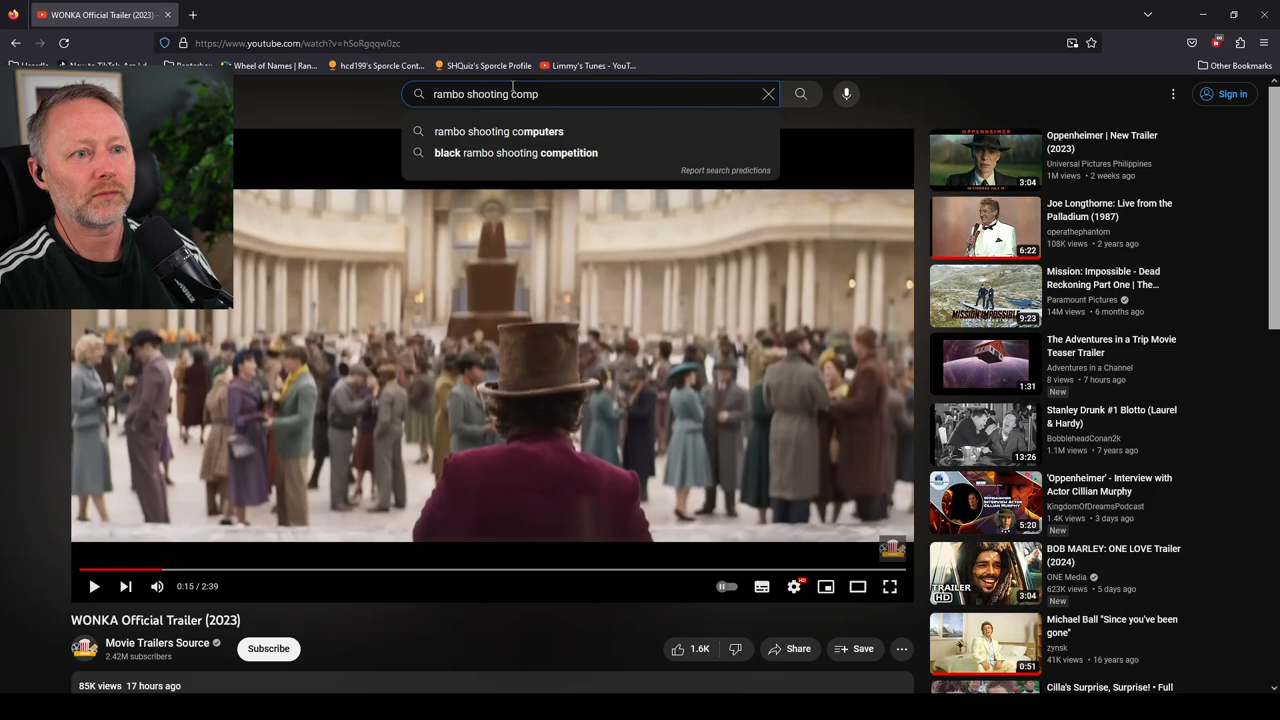 WONKA Official Trailer (2023) -
https://www.youtube.com/watch?v=hSoRgqqw0zc
Wheel of Names | Ran...
hcd199's Sporcle Cont...
SHQuiz's Sporcle Profile
Limmy's Tunes - YouT...
Other Bookmarks
rambo shooting comp
Sign in
rambo shooting computers
black rambo shooting competition
Report search predictions
OPPENHEIMER
3:04
Oppenheimer | New Trailer
(2023)
Universal Pictures Philippines
1M views • 2 weeks ago
6:22
Joe Longthorne: Live from the
Palladium (1987)
operathephantom
108K views • 2 years ago
MISSION: IMPOSSIBLE
9:23
Mission: Impossible - Dead
Reckoning Part One | The...
Paramount Pictures
14M views • 6 months ago
1:31
The Adventures in a Trip Movie
Teaser Trailer
Adventures in a Channel
8 views • 7 hours ago
New
13:26
Stanley Drunk #1 Blotto (Laurel
& Hardy)
BobbleheadConan2k
1.1M views • 7 years ago
5:20
'Oppenheimer' - Interview with
Actor Cillian Murphy
KingdomOfDreamsPodcast
1.4K views • 3 days ago
New
TRAILER
HD
3:04
BOB MARLEY: ONE LOVE Trailer
(2024)
ONE Media
623K views • 5 days ago
New
0:51
Michael Ball "Since you've been
gone"
zynsk
41K views • 16 years ago
Cilla's Surprise, Surprise! • Full
0:15 / 2:39
HD
WONKA Official Trailer (2023)
Movie Trailers Source
2.42M subscribers
Subscribe
1.6K
Share
Save
85K views 17 hours ago